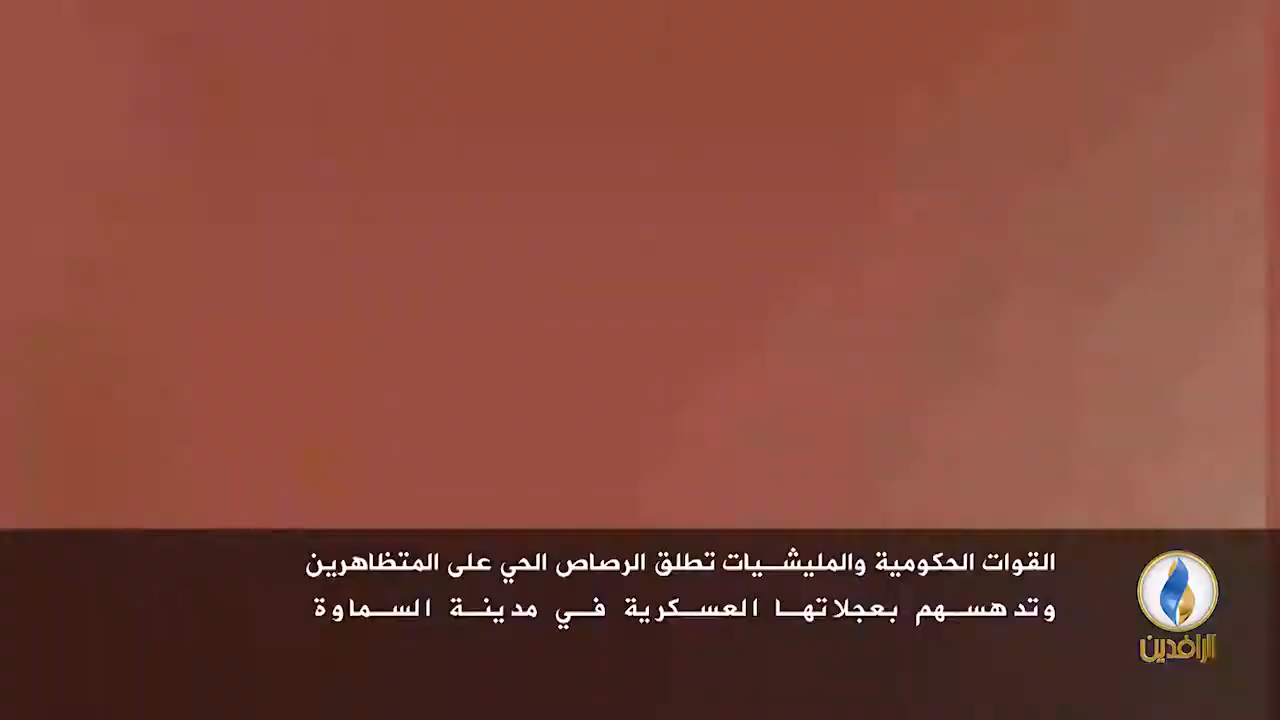 القوات الحكومية والمليشيات تطلق الرصاص الحي على المتظاهرين
وتدهسهم بعجلاتها العسكرية في مدينة السماوة
الرافدين